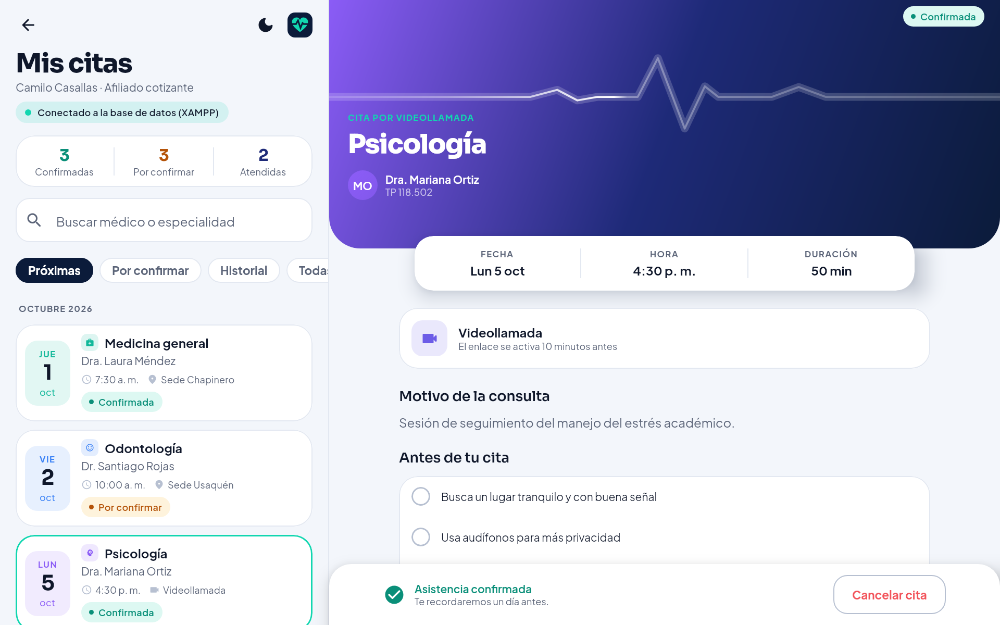 Mis citas
Camilo Casallas · Afiliado cotizante
Conectado a la base de datos (XAMPP)
3
Confirmadas
3
Por confirmar
2
Atendidas
Buscar médico o especialidad
Próximas
Por confirmar
Historial
Todas
OCTUBRE 2026
JUE
1
oct
Medicina general
Dra. Laura Méndez
7:30 a. m.
Sede Chapinero
Confirmada
VIE
2
oct
Odontología
Dr. Santiago Rojas
10:00 a. m.
Sede Usaquén
Por confirmar
LUN
5
oct
Psicología
Dra. Mariana Ortiz
4:30 p. m.
Videollamada
Confirmada
Confirmada
CITA POR VIDEOLLAMADA
Psicología
MO
Dra. Mariana Ortiz
TP 118.502
FECHA
Lun 5 oct
HORA
4:30 p. m.
DURACIÓN
50 min
Videollamada
El enlace se activa 10 minutos antes
Motivo de la consulta
Sesión de seguimiento del manejo del estrés académico.
Antes de tu cita
Busca un lugar tranquilo y con buena señal
Usa audífonos para más privacidad
Asistencia confirmada
Te recordaremos un día antes.
Cancelar cita